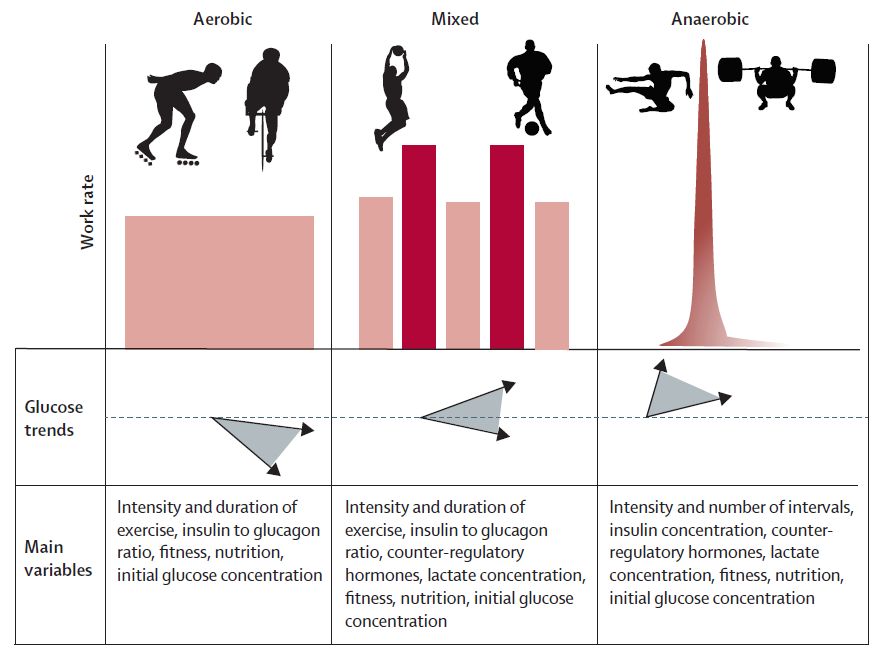 Aerobic
Mixed
Anaerobic
Work rate
Glucose
trends
Main
variables
Intensity and duration of
exercise, insulin to glucagon
ratio, fitness, nutrition,
initial glucose concentration
Intensity and duration of
exercise, insulin to glucagon
ratio, counter-regulatory
hormones, lactate concentration,
fitness, nutrition, initial glucose
concentration
Intensity and number of intervals,
insulin concentration, counter-
regulatory hormones, lactate
concentration, fitness, nutrition,
initial glucose concentration